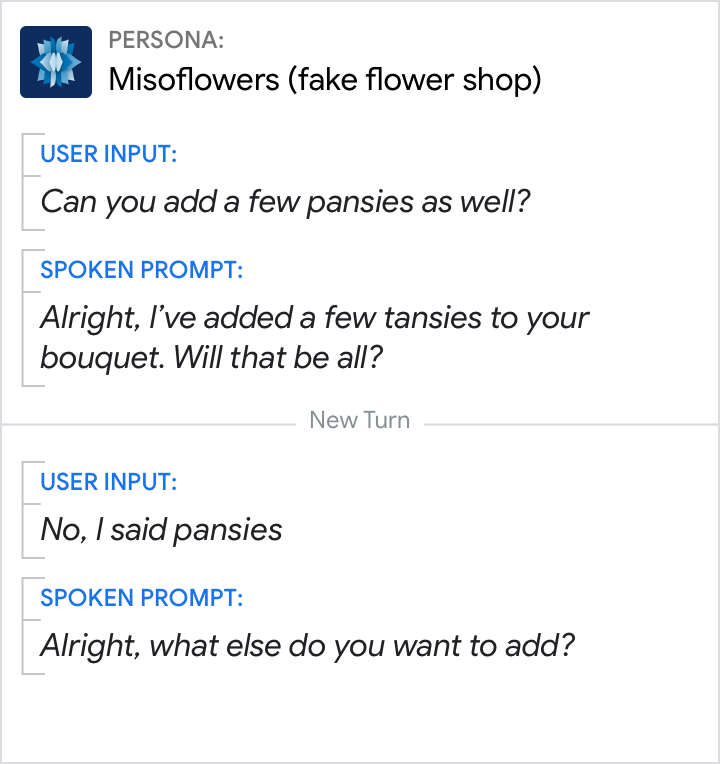 PERSONA:
Misoflowers (fake flower shop)
USER INPUT:
Can you add a few pansies as well?
SPOKEN PROMPT:
Alright, I’ve added a few tansies to your
bouquet. Will that be all?
New Turn
USER INPUT:
No, I said pansies
SPOKEN PROMPT:
Alright, what else do you want to add?